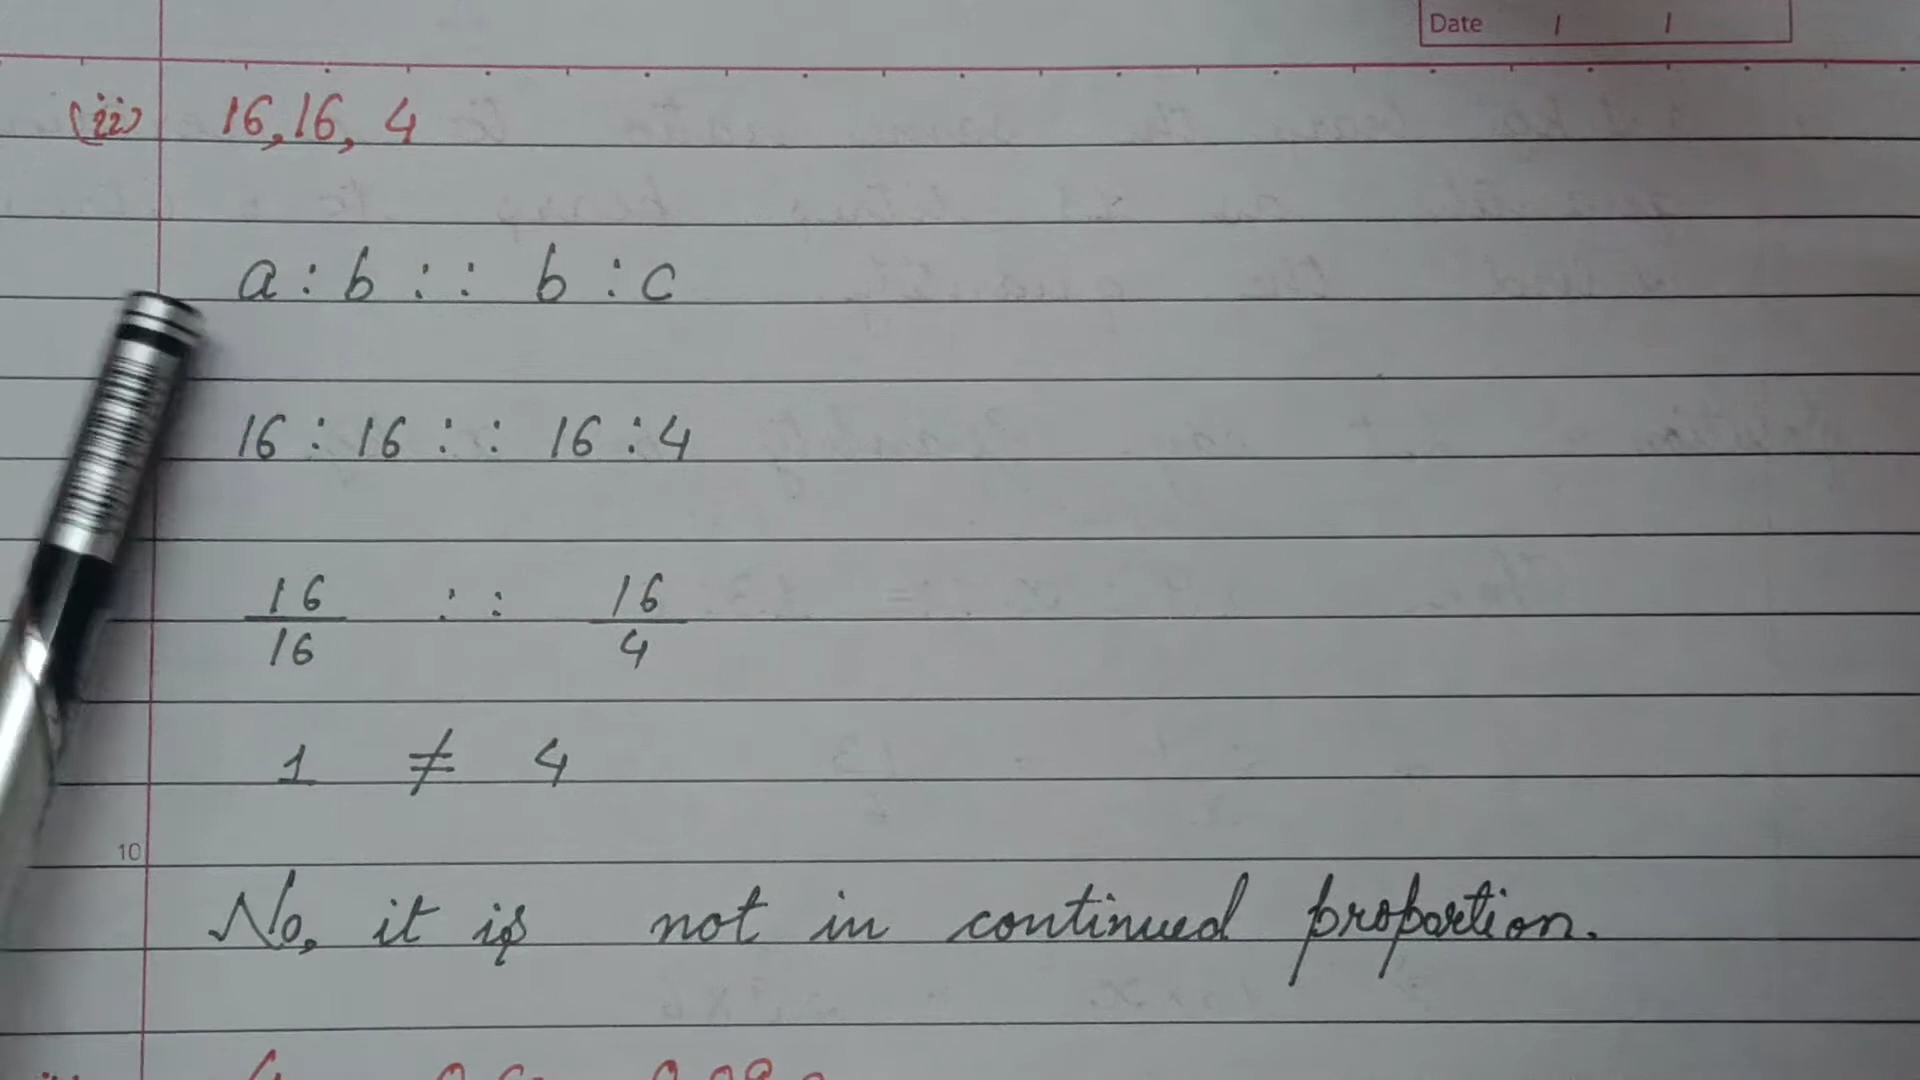 Date / /
(ii) 16, 16, 4
a : b : : b : c
16 : 16 : : 16 : 4
16/16 : : 16/4
1 ≠ 4
10
No, it is not in continued proportion.